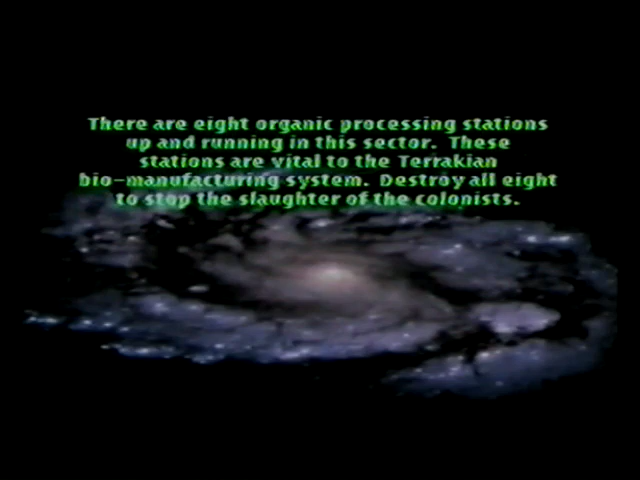 There are eight organic processing stations
up and running in this sector. These
stations are vital to the Terrakian
bio-manufacturing system. Destroy all eight
to stop the slaughter of the colonists.